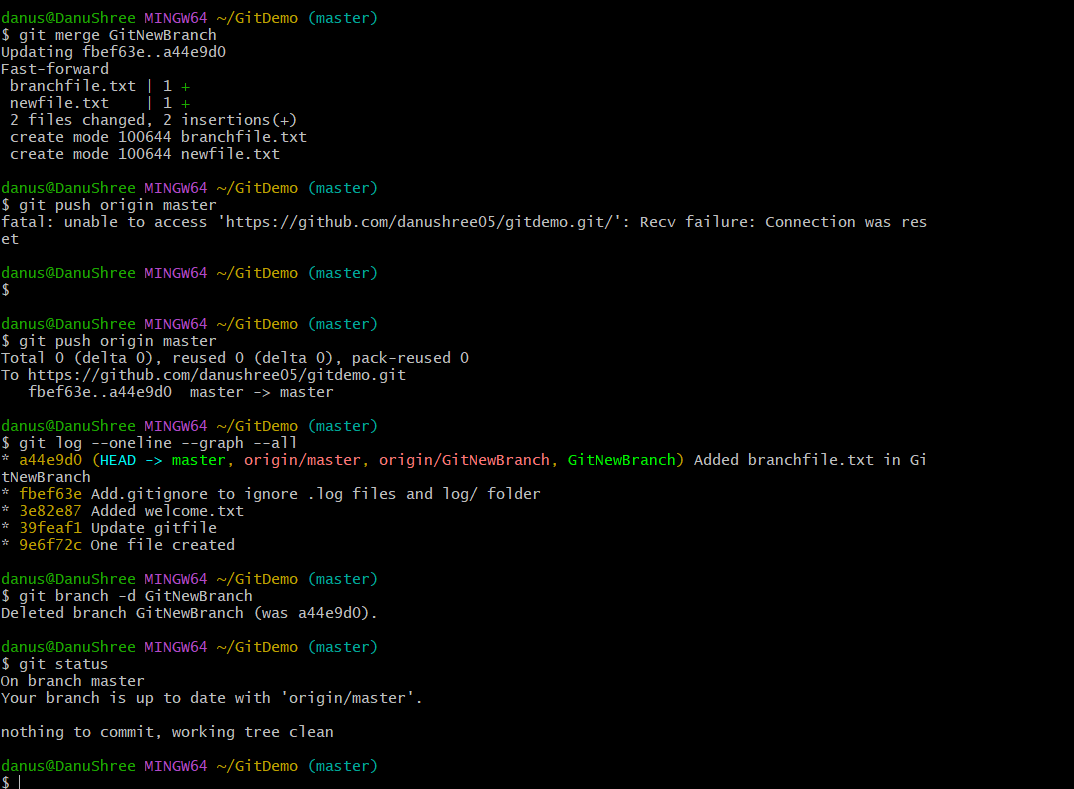 danus@DanuShree MINGW64 ~/GitDemo (master)
$ git merge GitNewBranch
Updating fbef63e..a44e9d0
Fast-forward
 branchfile.txt | 1 +
 newfile.txt    | 1 +
 2 files changed, 2 insertions(+)
 create mode 100644 branchfile.txt
 create mode 100644 newfile.txt
danus@DanuShree MINGW64 ~/GitDemo (master)
$ git push origin master
fatal: unable to access 'https://github.com/danushree05/gitdemo.git/': Recv failure: Connection was res
et
danus@DanuShree MINGW64 ~/GitDemo (master)
$
danus@DanuShree MINGW64 ~/GitDemo (master)
$ git push origin master
Total 0 (delta 0), reused 0 (delta 0), pack-reused 0
To https://github.com/danushree05/gitdemo.git
   fbef63e..a44e9d0  master -> master
danus@DanuShree MINGW64 ~/GitDemo (master)
$ git log --oneline --graph --all
* a44e9d0 (HEAD -> master, origin/master, origin/GitNewBranch, GitNewBranch) Added branchfile.txt in Gi
tNewBranch
* fbef63e Add.gitignore to ignore .log files and log/ folder
* 3e82e87 Added welcome.txt
* 39feaf1 Update gitfile
* 9e6f72c One file created
danus@DanuShree MINGW64 ~/GitDemo (master)
$ git branch -d GitNewBranch
Deleted branch GitNewBranch (was a44e9d0).
danus@DanuShree MINGW64 ~/GitDemo (master)
$ git status
On branch master
Your branch is up to date with 'origin/master'.
nothing to commit, working tree clean
danus@DanuShree MINGW64 ~/GitDemo (master)
$